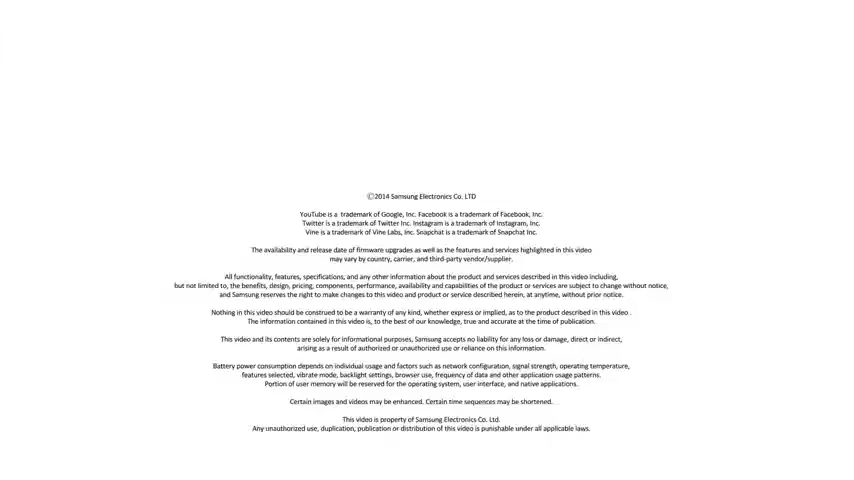 ©2014 Samsung Electronics Co. LTD
YouTube is a trademark of Google, Inc. Facebook is a trademark of Facebook, Inc.
Twitter is a trademark of Twitter Inc. Instagram is a trademark of Instagram, Inc.
Vine is a trademark of Vine Labs, Inc. Snapchat is a trademark of Snapchat Inc.
The availability and release date of firmware upgrades as well as the features and services highlighted in this video
may vary by country, carrier, and third-party vendor/supplier.
All functionality, features, specifications, and any other information about the product and services described in this video including,
but not limited to, the benefits, design, pricing, components, performance, availability and capabilities of the product or services are subject to change without notice,
and Samsung reserves the right to make changes to this video and product or service described herein, at anytime, without prior notice.
Nothing in this video should be construed to be a warranty of any kind, whether express or implied, as to the product described in this video .
The information contained in this video is, to the best of our knowledge, true and accurate at the time of publication.
This video and its contents are solely for informational purposes, Samsung accepts no liability for any loss or damage, direct or indirect,
arising as a result of authorized or unauthorized use or reliance on this information.
Battery power consumption depends on individual usage and factors such as network configuration, signal strength, operating temperature,
features selected, vibrate mode, backlight settings, browser use, frequency of data and other application usage patterns.
Portion of user memory will be reserved for the operating system, user interface, and native applications.
Certain images and videos may be enhanced. Certain time sequences may be shortened.
This video is property of Samsung Electronics Co. Ltd.
Any unauthorized use, duplication, publication or distribution of this video is punishable under all applicable laws.